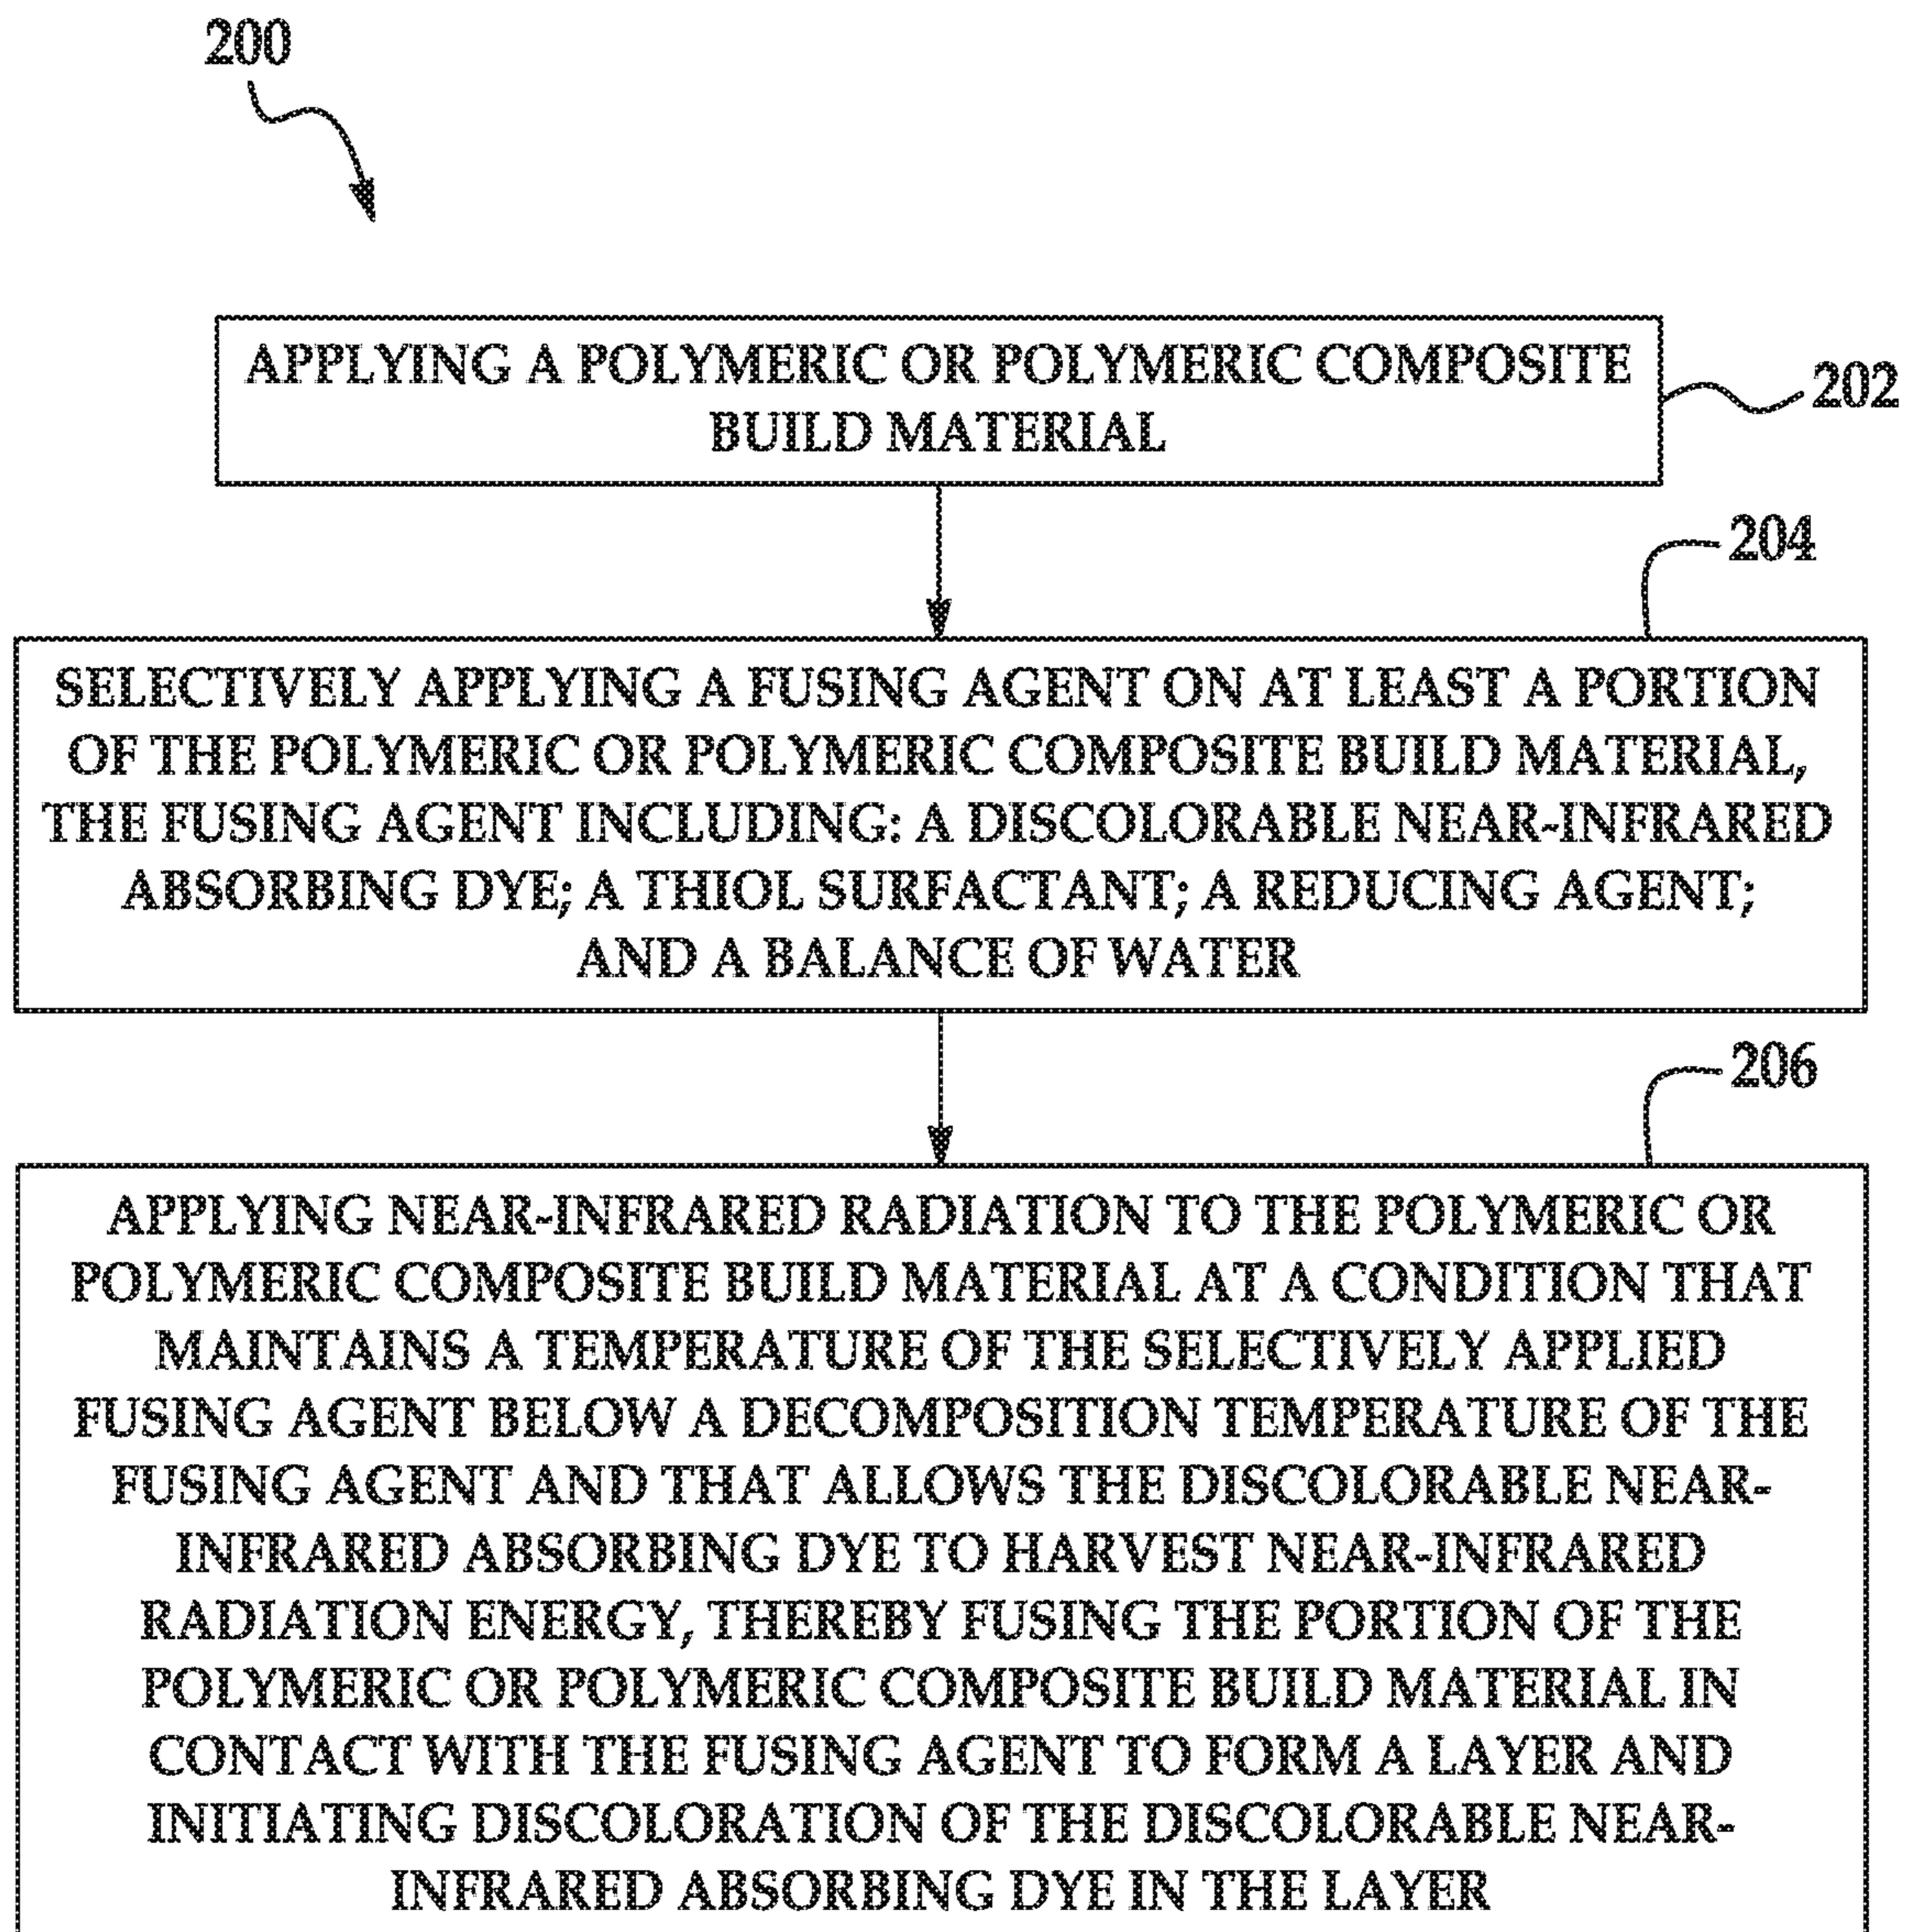 200
APPLYING A POLYMERIC OR POLYMERIC COMPOSITE
BUILD MATERIAL
202
204
SELECTIVELY APPLYING A FUSING AGENT ON AT LEAST A PORTION
OF THE POLYMERIC OR POLYMERIC COMPOSITE BUILD MATERIAL,
THE FUSING AGENT INCLUDING: A DISCOLORABLE NEAR-INFRARED
ABSORBING DYE; A THIOL SURFACTANT; A REDUCING AGENT;
AND A BALANCE OF WATER
206
APPLYING NEAR-INFRARED RADIATION TO THE POLYMERIC OR
POLYMERIC COMPOSITE BUILD MATERIAL AT A CONDITION THAT
MAINTAINS A TEMPERATURE OF THE SELECTIVELY APPLIED
FUSING AGENT BELOW A DECOMPOSITION TEMPERATURE OF THE
FUSING AGENT AND THAT ALLOWS THE DISCOLORABLE NEAR-
INFRARED ABSORBING DYE TO HARVEST NEAR-INFRARED
RADIATION ENERGY, THEREBY FUSING THE PORTION OF THE
POLYMERIC OR POLYMERIC COMPOSITE BUILD MATERIAL IN
CONTACT WITH THE FUSING AGENT TO FORM A LAYER AND
INITIATING DISCOLORATION OF THE DISCOLORABLE NEAR-
INFRARED ABSORBING DYE IN THE LAYER